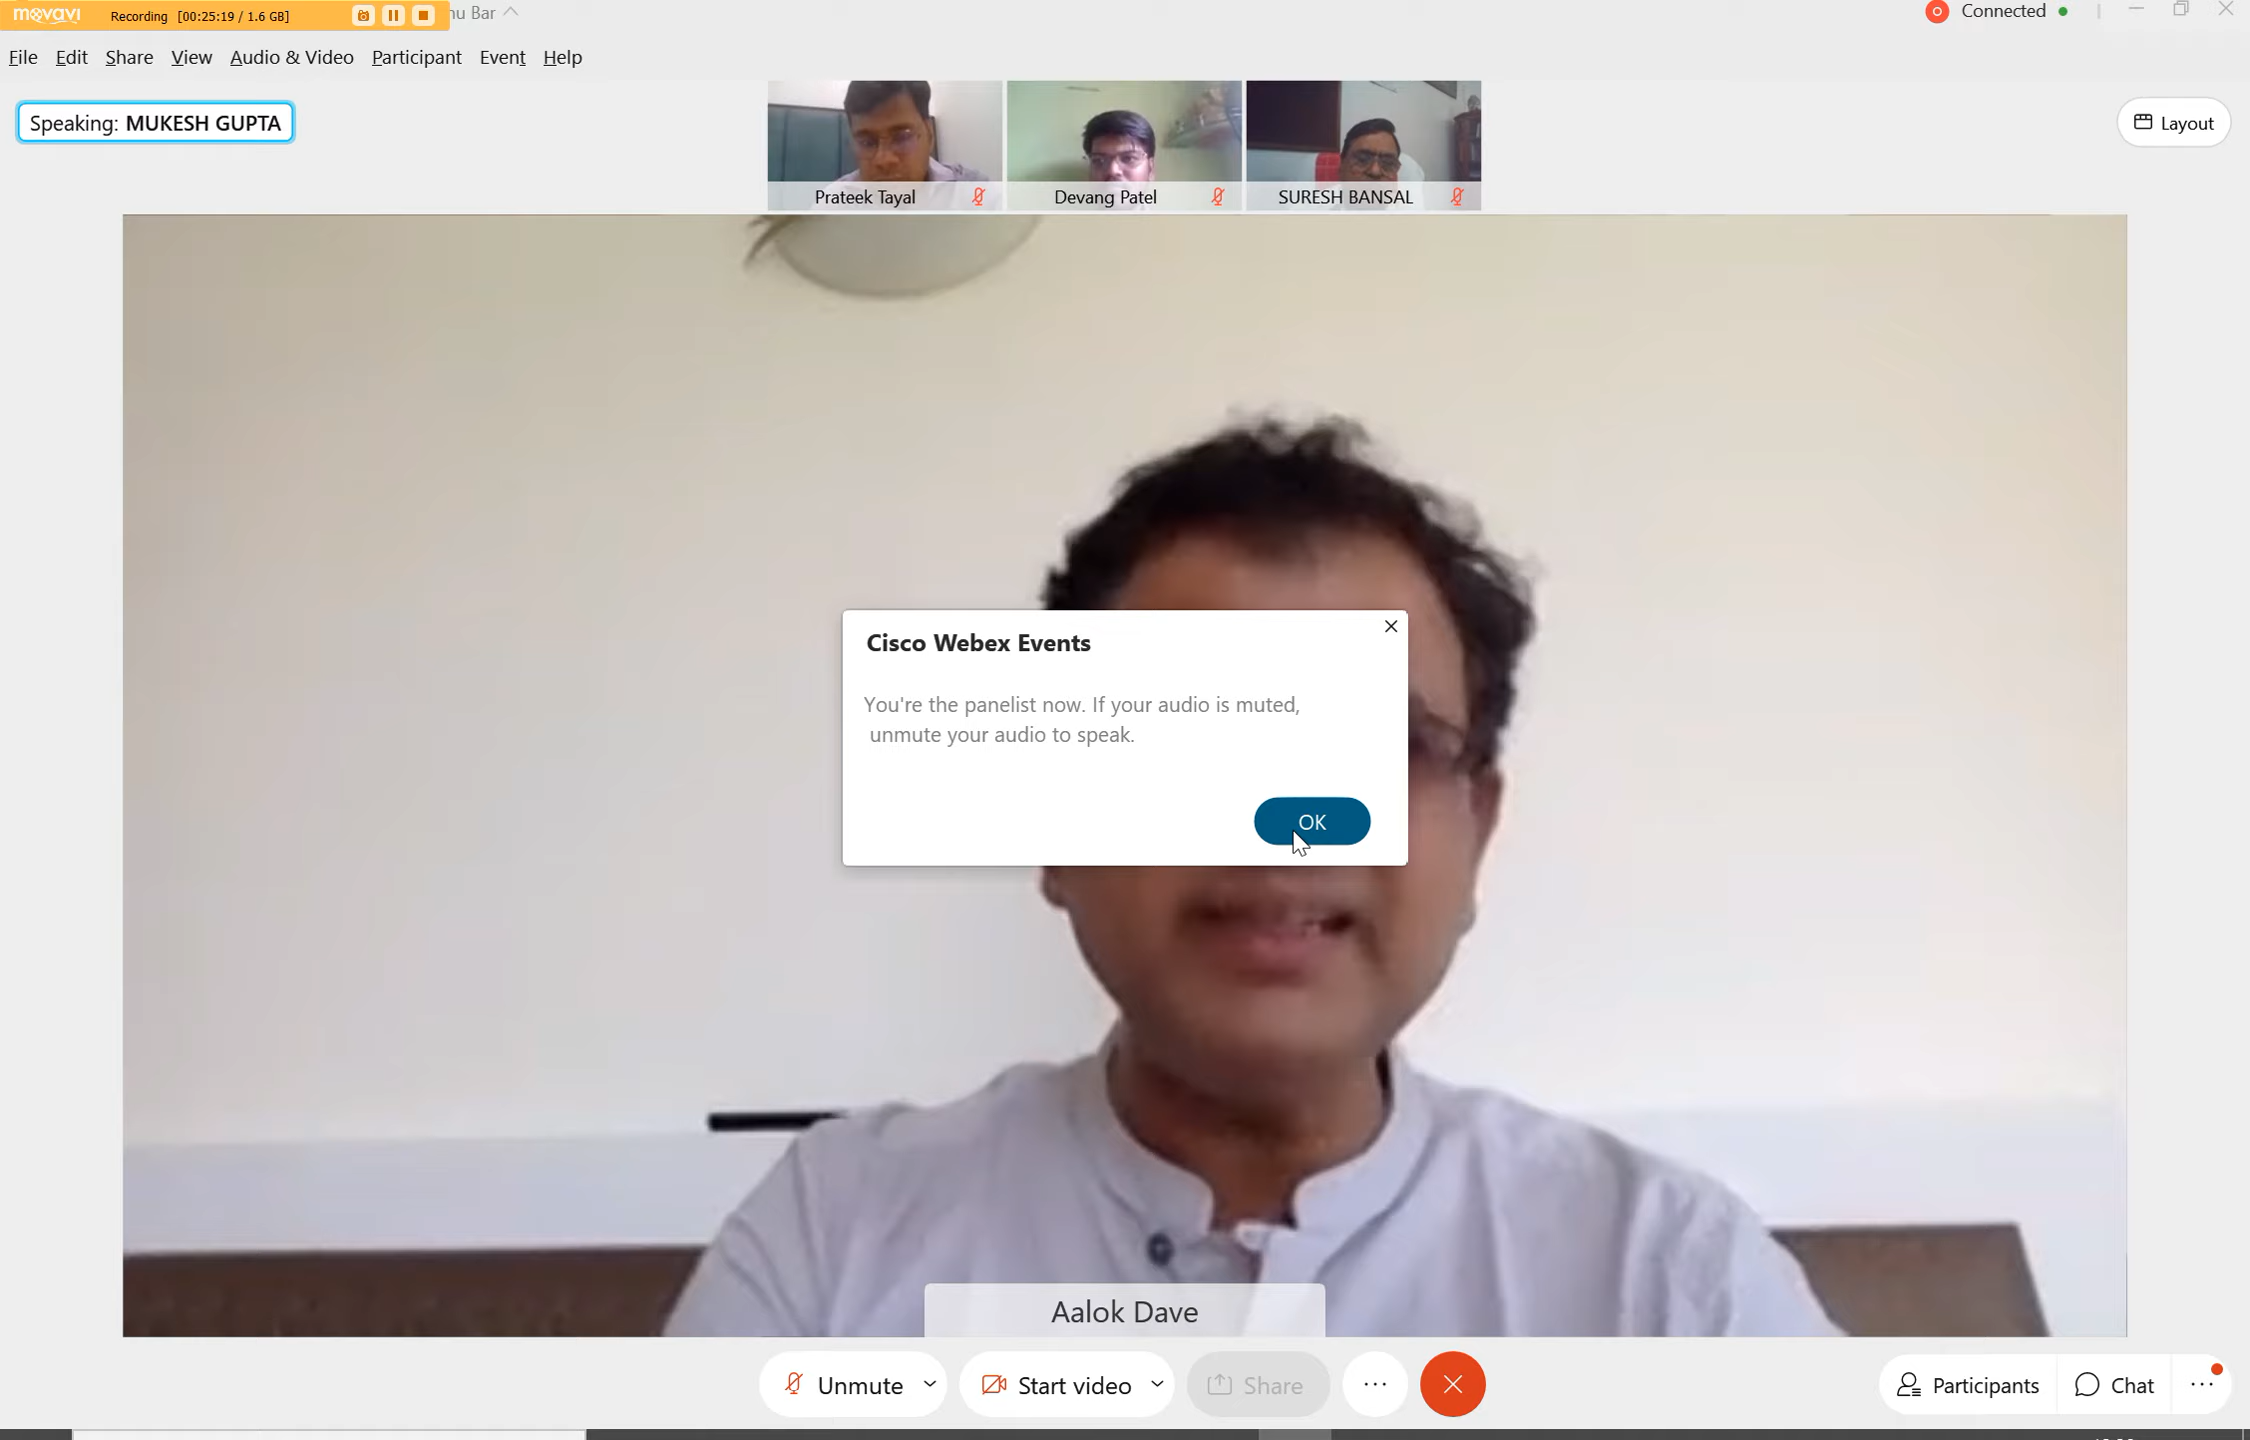 movavi Recording [00:25:19 / 1.6 GB]
Bar
Connected
File Edit Share View Audio & Video Participant Event Help
Speaking: MUKESH GUPTA
Layout
Prateek Tayal
Devang Patel
SURESH BANSAL
Cisco Webex Events
You're the panelist now. If your audio is muted,
unmute your audio to speak.
OK
Aalok Dave
Unmute
Start video
Share
Participants
Chat